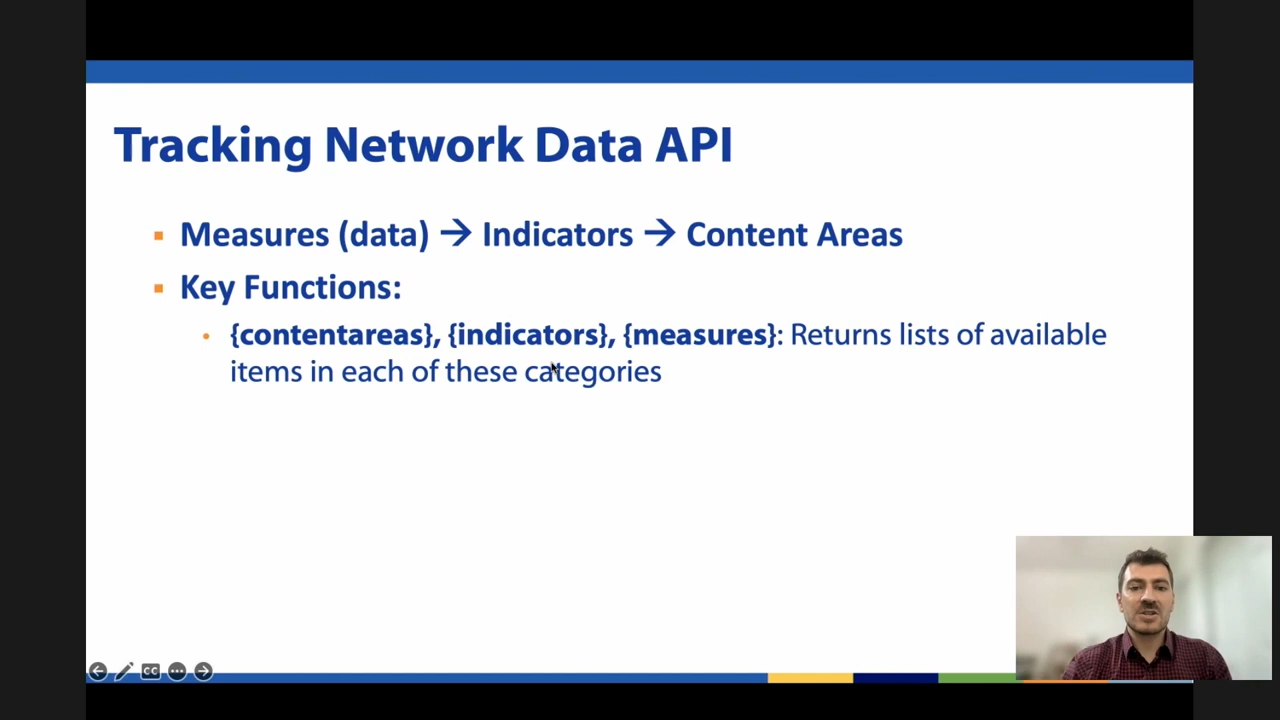 Tracking Network Data API
Measures (data) → Indicators → Content Areas
Key Functions:
{contentareas}, {indicators}, {measures}: Returns lists of available
items in each of these categories
CC